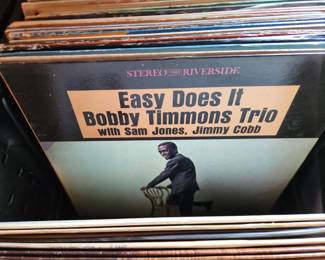 STEREO RIVERSIDE
Easy Does It
Bobby Timmons Trio
with Sam Jones, Jimmy Cobb